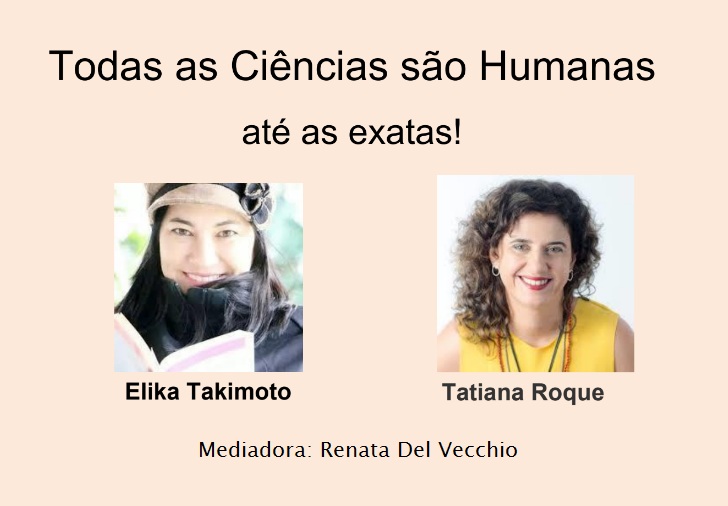 Todas as Ciências são Humanas
até as exatas!
Elika Takimoto
Tatiana Roque
Mediadora: Renata Del Vecchio